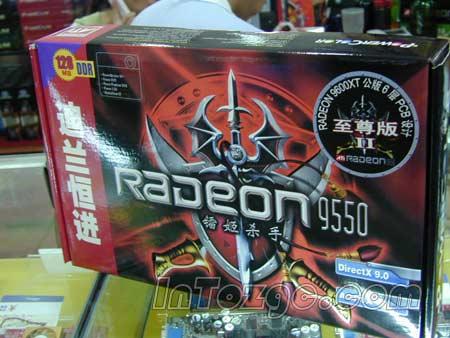 POWERCOLOR
128
MB
DDR
迪兰恒进
RADEON 9600XT 公版 6 层 PCB 设计
至尊版
II
ATI RADEON
RADEON
9550
镭姬杀手
DirectX 9.0
InTozgc.com